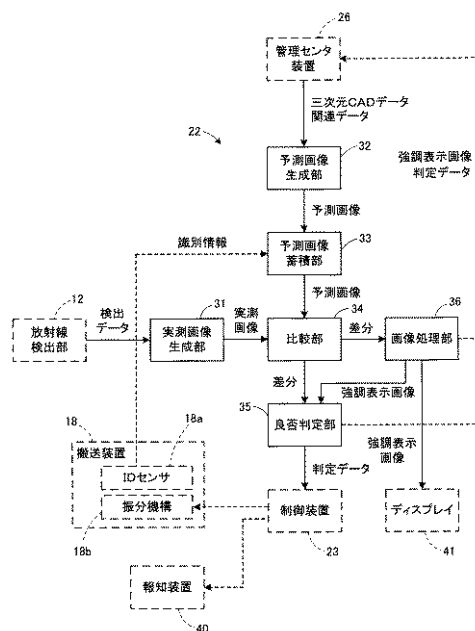 26
管理センタ
装置
三次元CADデータ
関連データ
22
32
予測画像
生成部
強調表示画像
判定データ
予測画像
識別情報
33
予測画像
蓄積部
12
31
予測画像
34
36
放射線
検出部
検出
データ
実測画像
生成部
実測
画像
比較部
差分
画像処理部
差分
強調表示画像
35
18
18a
良否判定部
搬送装置
強調表示
画像
IDセンサ
判定データ
振分機構
制御装置
ディスプレイ
18b
23
41
報知装置
40